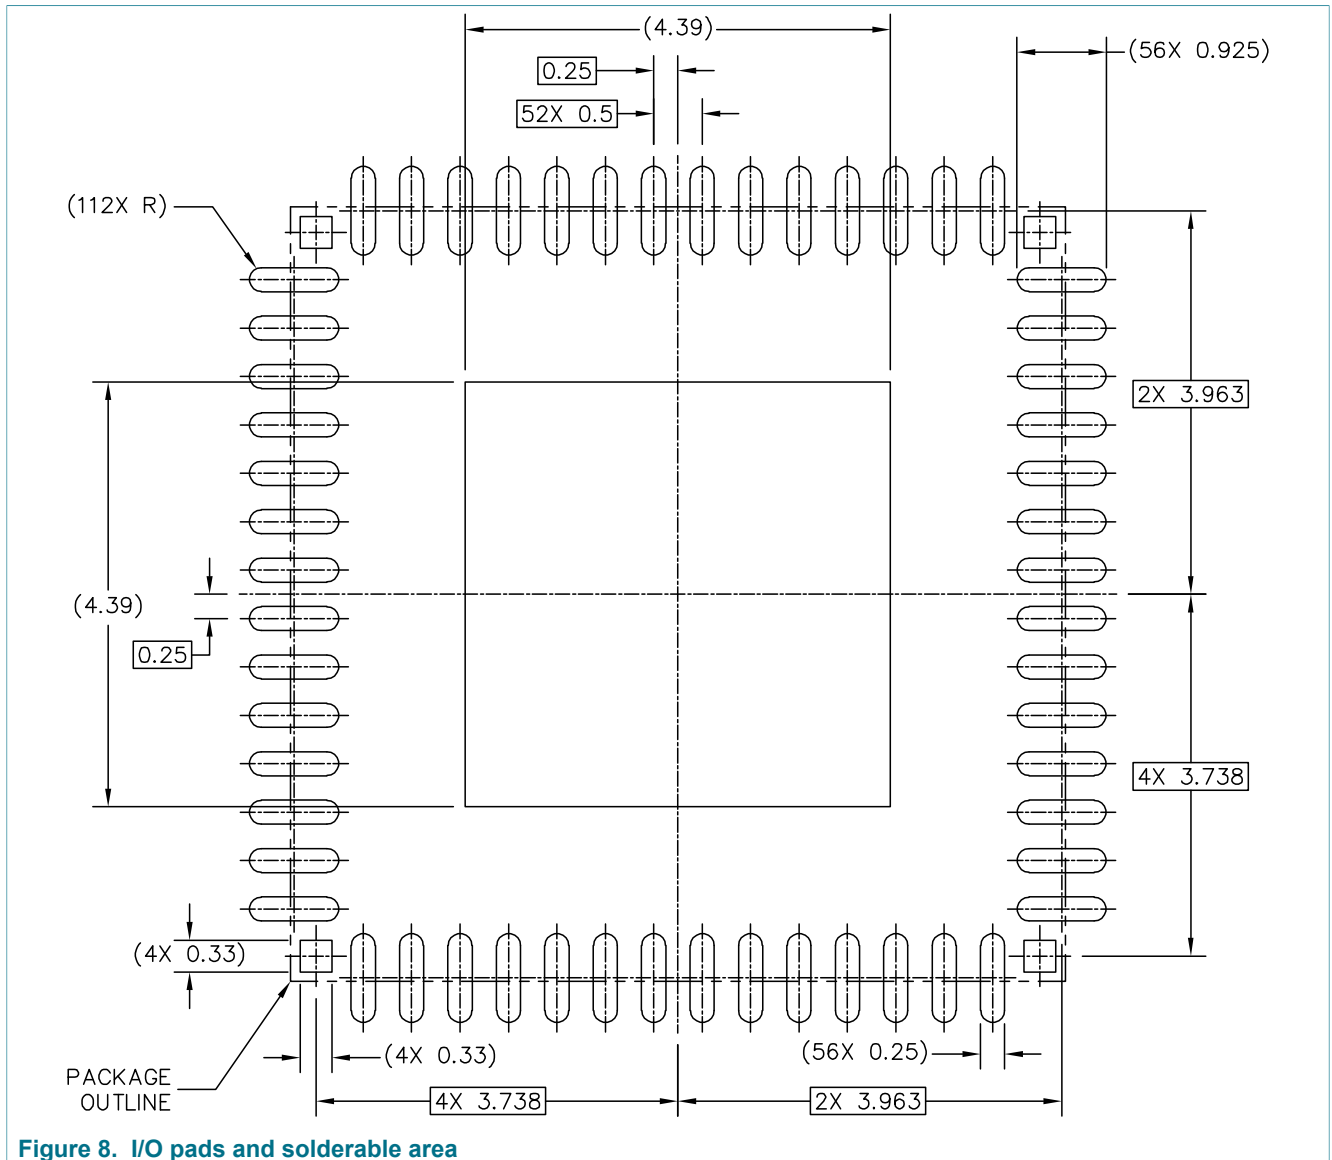 (4.39)
(56X 0.925)
0.25
52X 0.5
(112X R)
2X 3.963
(4.39)
0.25
4X 3.738
(4X 0.33)
(4X 0.33)
(56X 0.25)
PACKAGE
OUTLINE
4X 3.738
2X 3.963
Figure 8. I/O pads and solderable area